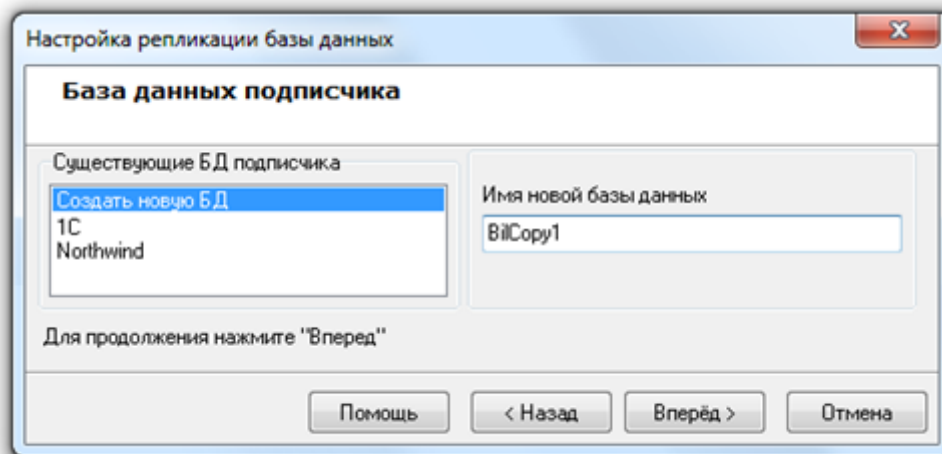 Настройка репликации базы данных
База данных подписчика
Существующие БД подписчика
Создать новую БД
1С
Northwind
Имя новой базы данных
BilCopy1
Для продолжения нажмите "Вперед"
Помощь
< Назад
Вперёд >
Отмена